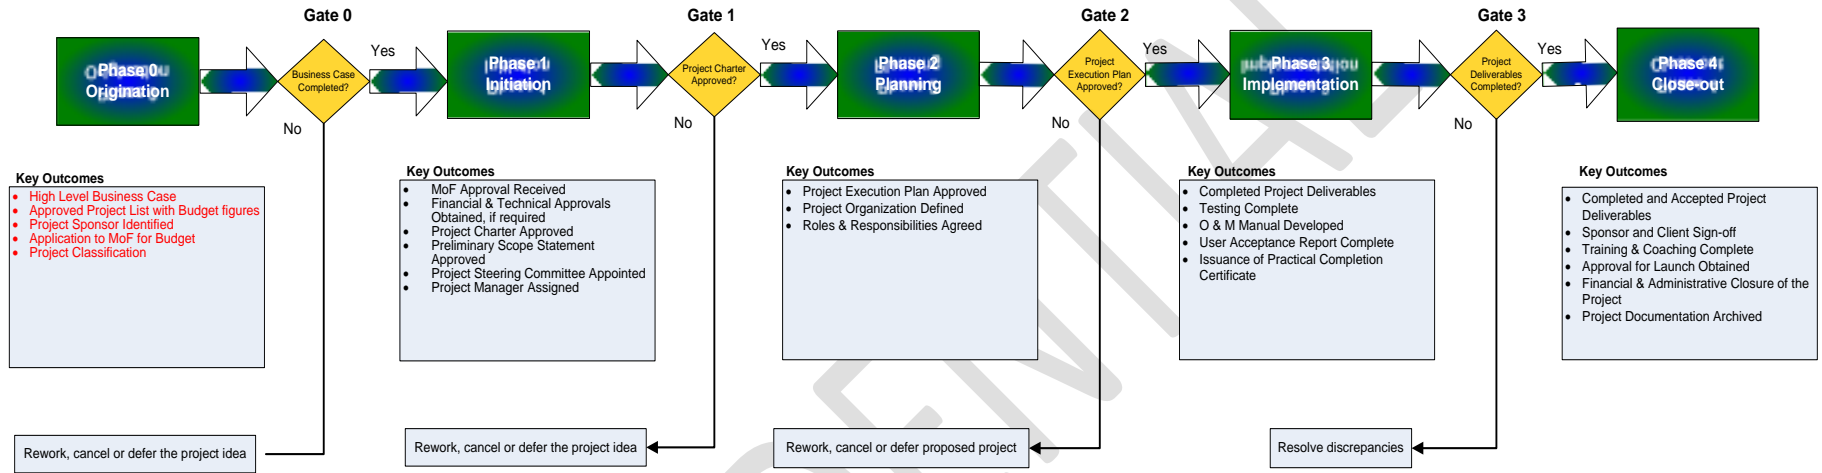 Gate 0
Gate 1
Gate 2
Gate 3
Phase 0
Origination
Business Case
Completed?
Yes
No
Phase 1
Initiation
Project Charter
Approved?
Yes
No
Phase 2
Planning
Project
Execution Plan
Approved?
Yes
No
Phase 3
Implementation
Project
Deliverables
Completed?
Yes
No
Phase 4:
Close-out
Key Outcomes
• High Level Business Case
• Approved Project List with Budget figures
• Project Sponsor Identified
• Application to MoF for Budget
• Project Classification
Key Outcomes
• MoF Approval Received
• Financial & Technical Approvals
Obtained, if required
• Project Charter Approved
• Preliminary Scope Statement
Approved
• Project Steering Committee Appointed
• Project Manager Assigned
Key Outcomes
• Project Execution Plan Approved
• Project Organization Defined
• Roles & Responsibilities Agreed
Key Outcomes
• Completed Project Deliverables
• Testing Complete
• O & M Manual Developed
• User Acceptance Report Complete
• Issuance of Practical Completion
Certificate
Key Outcomes
• Completed and Accepted Project
Deliverables
• Sponsor and Client Sign-off
• Training & Coaching Complete
• Approval for Launch Obtained
• Financial & Administrative Closure of the
Project
• Project Documentation Archived
Rework, cancel or defer the project idea
Rework, cancel or defer the project idea
Rework, cancel or defer proposed project
Resolve discrepancies